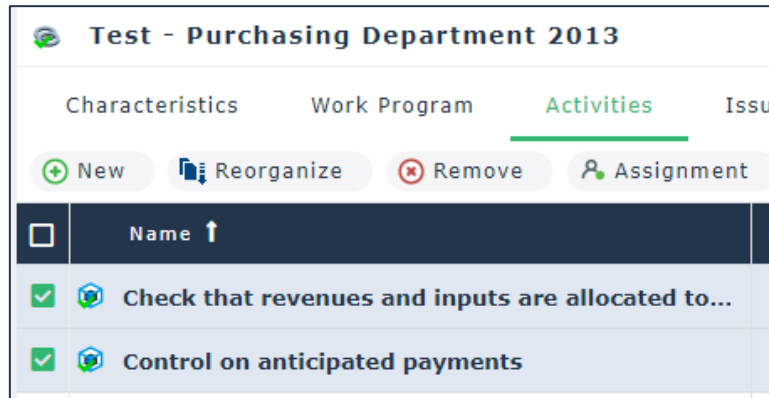 Test - Purchasing Department 2013
Characteristics Work Program Activities Issu
New Reorganize Remove Assignment
Name
Check that revenues and inputs are allocated to...
Control on anticipated payments